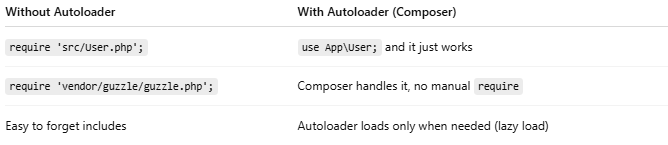 Without Autoloader
With Autoloader (Composer)
require 'src/User.php';
use App\User; and it just works
require 'vendor/guzzle/guzzle.php';
Composer handles it, no manual require
Easy to forget includes
Autoloader loads only when needed (lazy load)